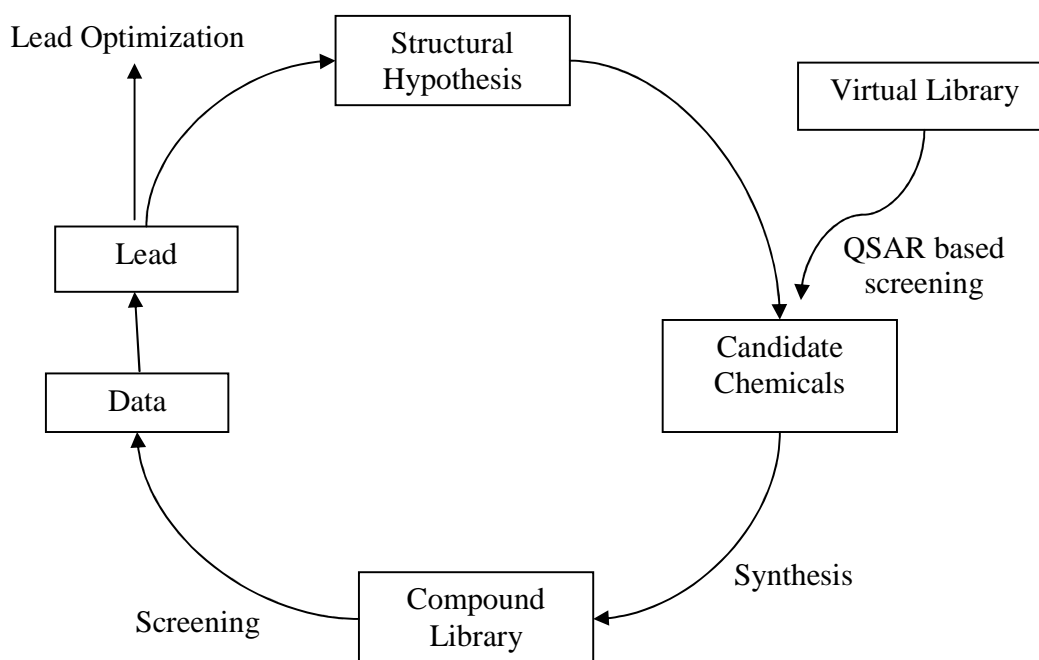 Lead Optimization
Structural
Hypothesis
Virtual Library
Lead
QSAR based
screening
Candidate
Chemicals
Data
Synthesis
Screening
Compound
Library